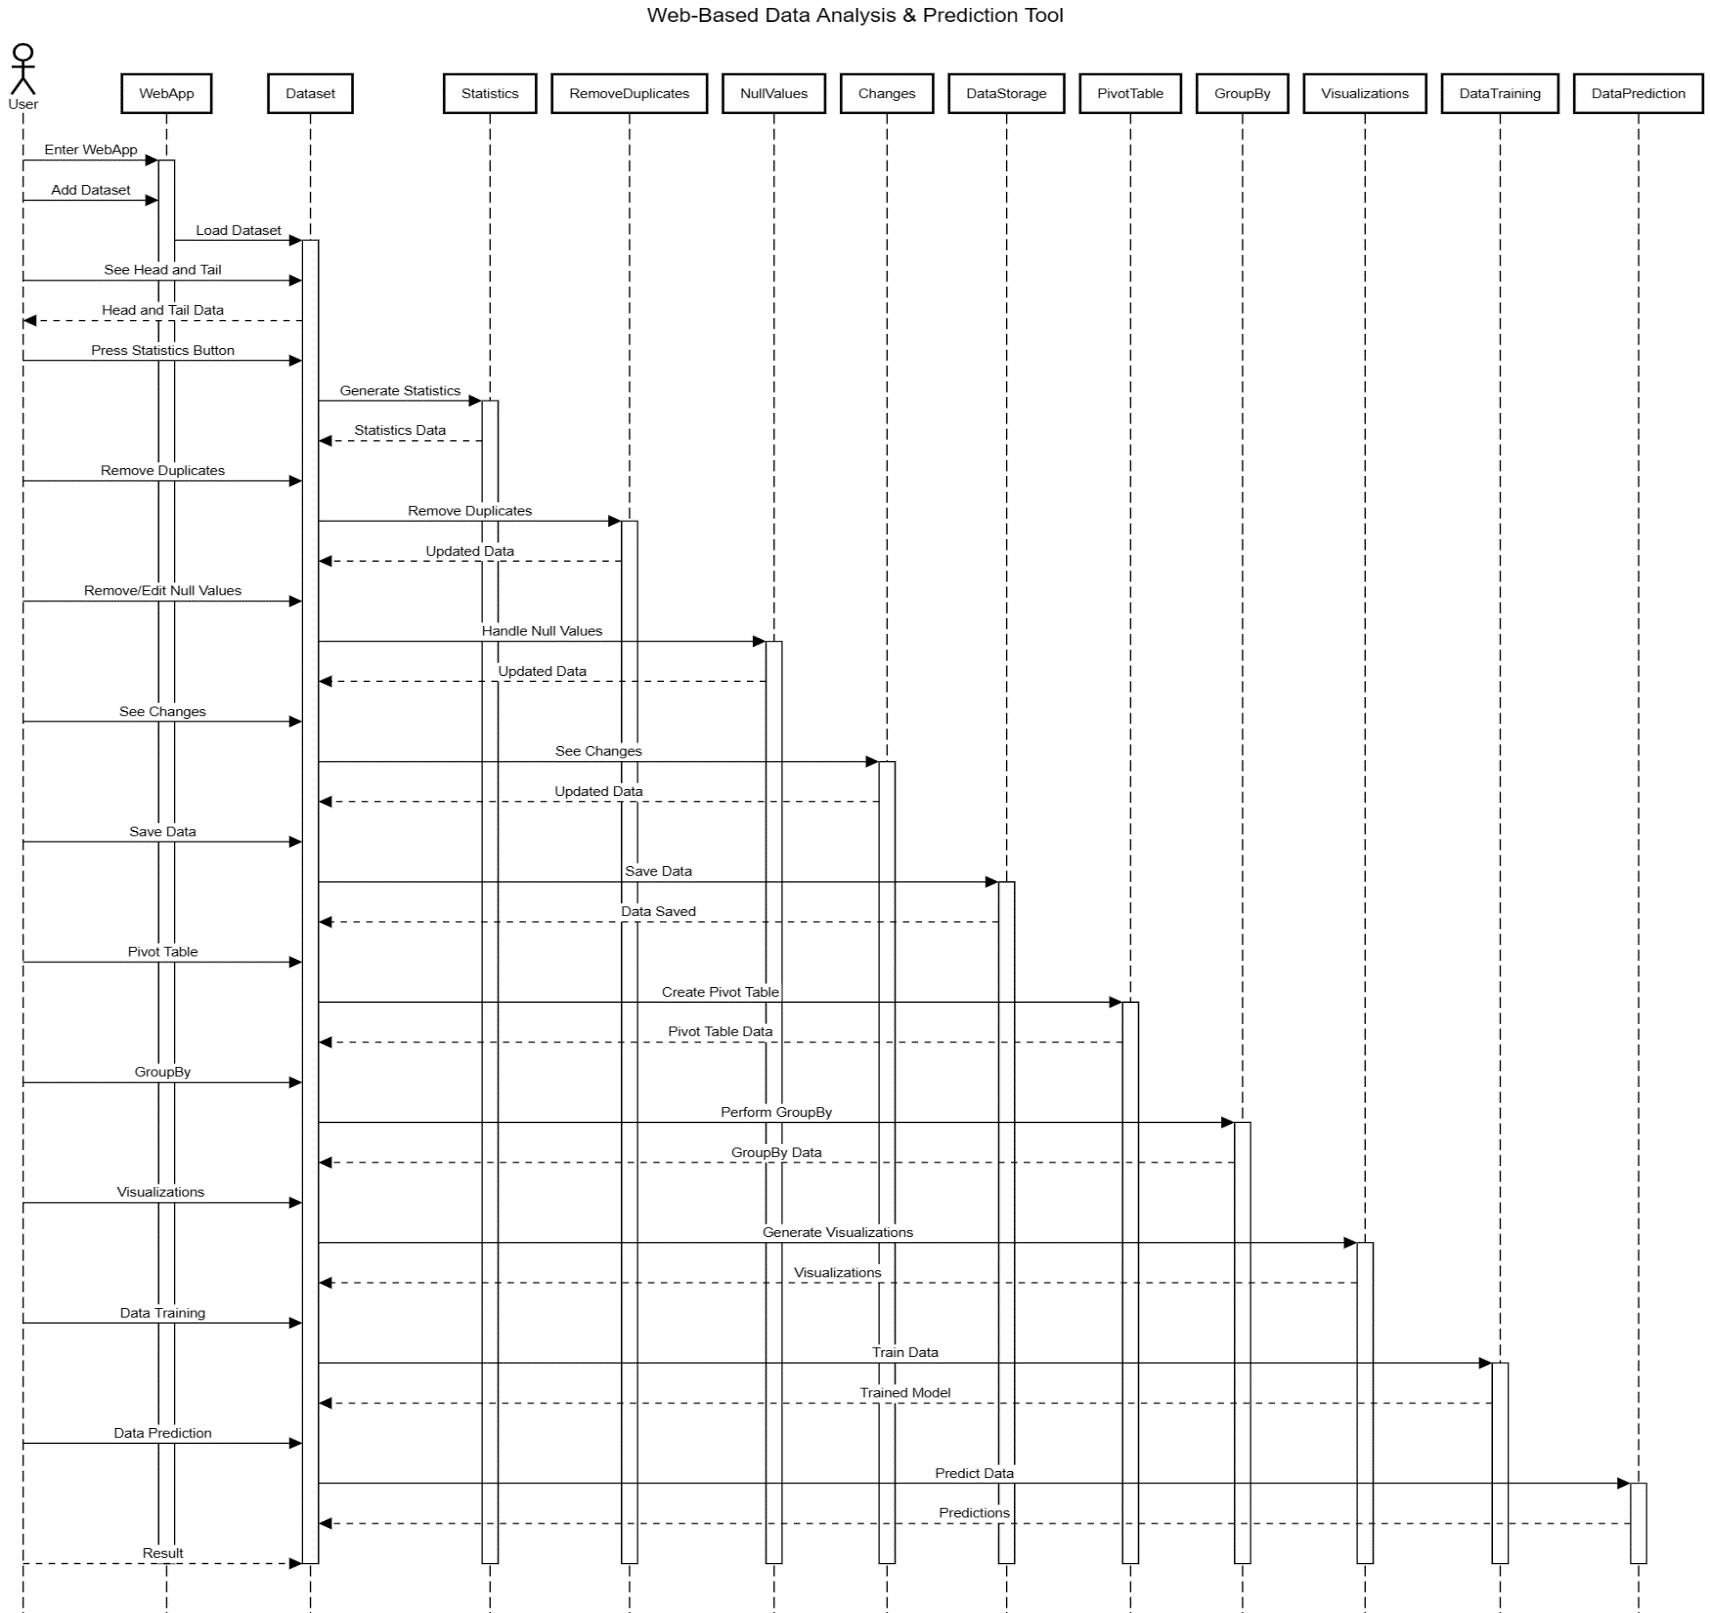 Web-Based Data Analysis & Prediction Tool
User
WebApp
Dataset
Statistics
RemoveDuplicates
NullValues
Changes
DataStorage
PivotTable
GroupBy
Visualizations
DataTraining
DataPrediction
Enter WebApp
Add Dataset
Load Dataset
See Head and Tail
Head and Tail Data
Press Statistics Button
Generate Statistics
Statistics Data
Remove Duplicates
Remove Duplicates
Updated Data
Remove/Edit Null Values
Handle Null Values
Updated Data
See Changes
See Changes
Updated Data
Save Data
Save Data
Data Saved
Pivot Table
Create Pivot Table
Pivot Table Data
GroupBy
Perform GroupBy
GroupBy Data
Visualizations
Generate Visualizations
Visualizations
Data Training
Train Data
Trained Model
Data Prediction
Predict Data
Predictions
Result